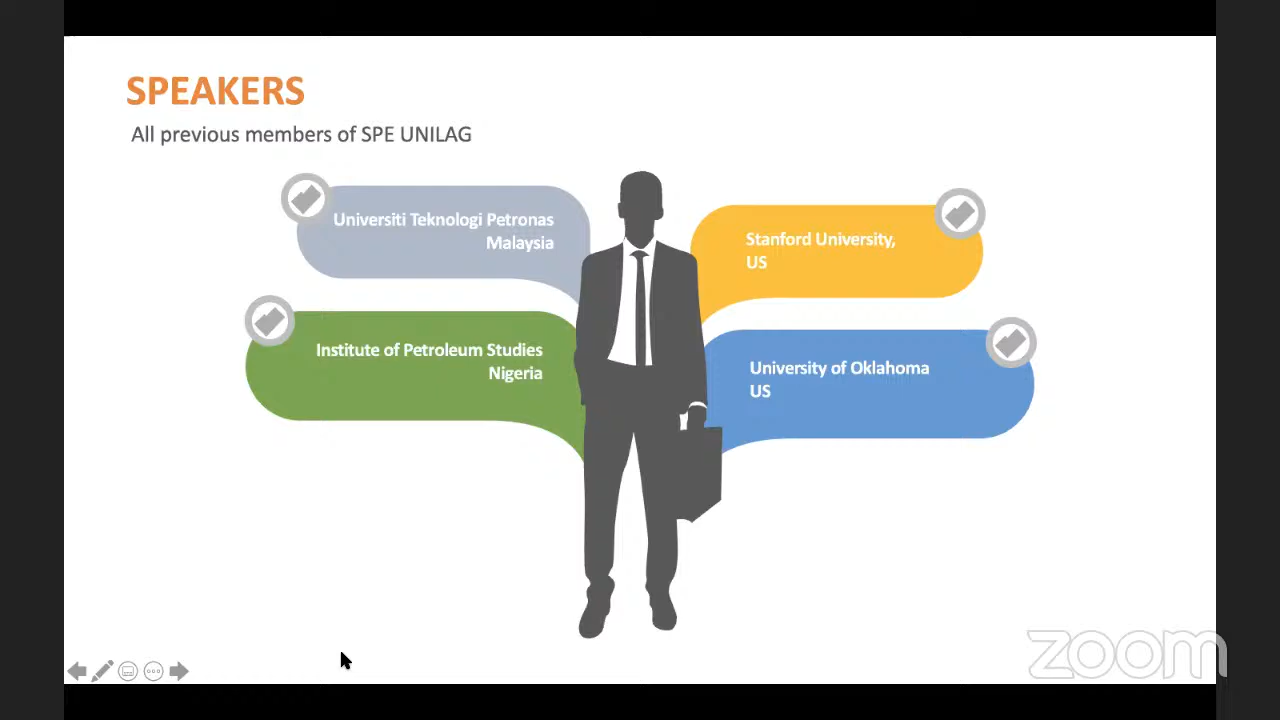 SPEAKERS
All previous members of SPE UNILAG
Universiti Teknologi Petronas
Malaysia
Stanford University,
US
Institute of Petroleum Studies
Nigeria
University of Oklahoma
US
zoom